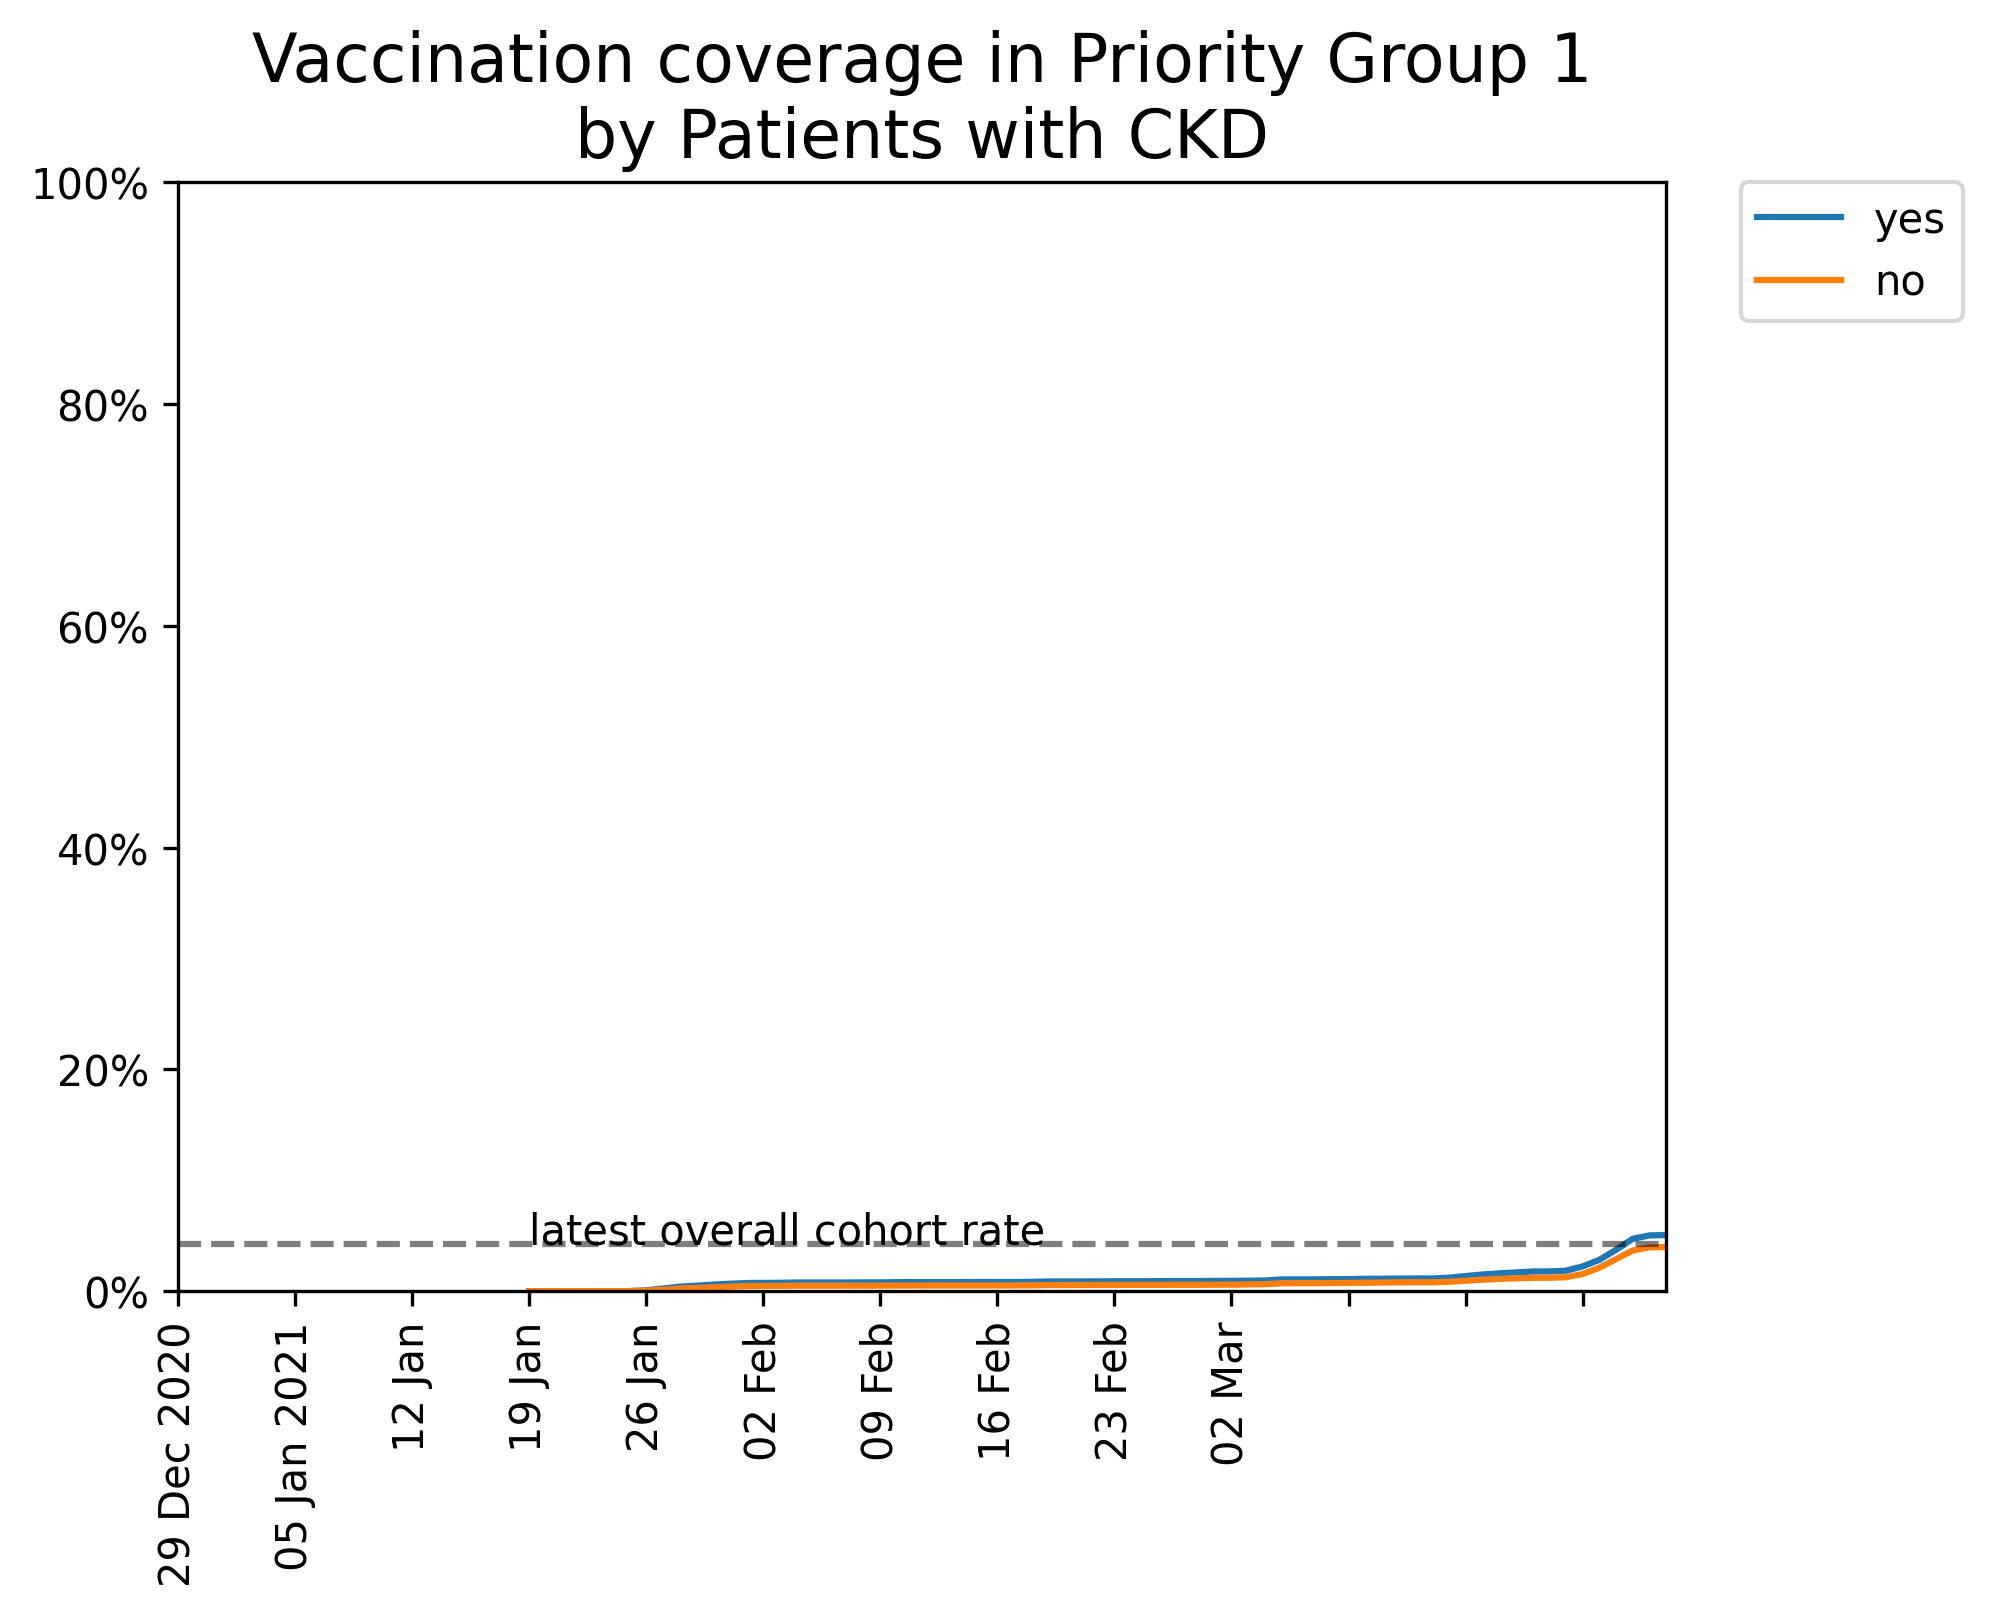 Vaccination coverage in Priority Group 1
by Patients with CKD
100%
80%
60%
40%
20%
0%
latest overall cohort rate
yes
no
29 Dec 2020
05 Jan 2021
12 Jan
19 Jan
26 Jan
02 Feb
09 Feb
16 Feb
23 Feb
02 Mar